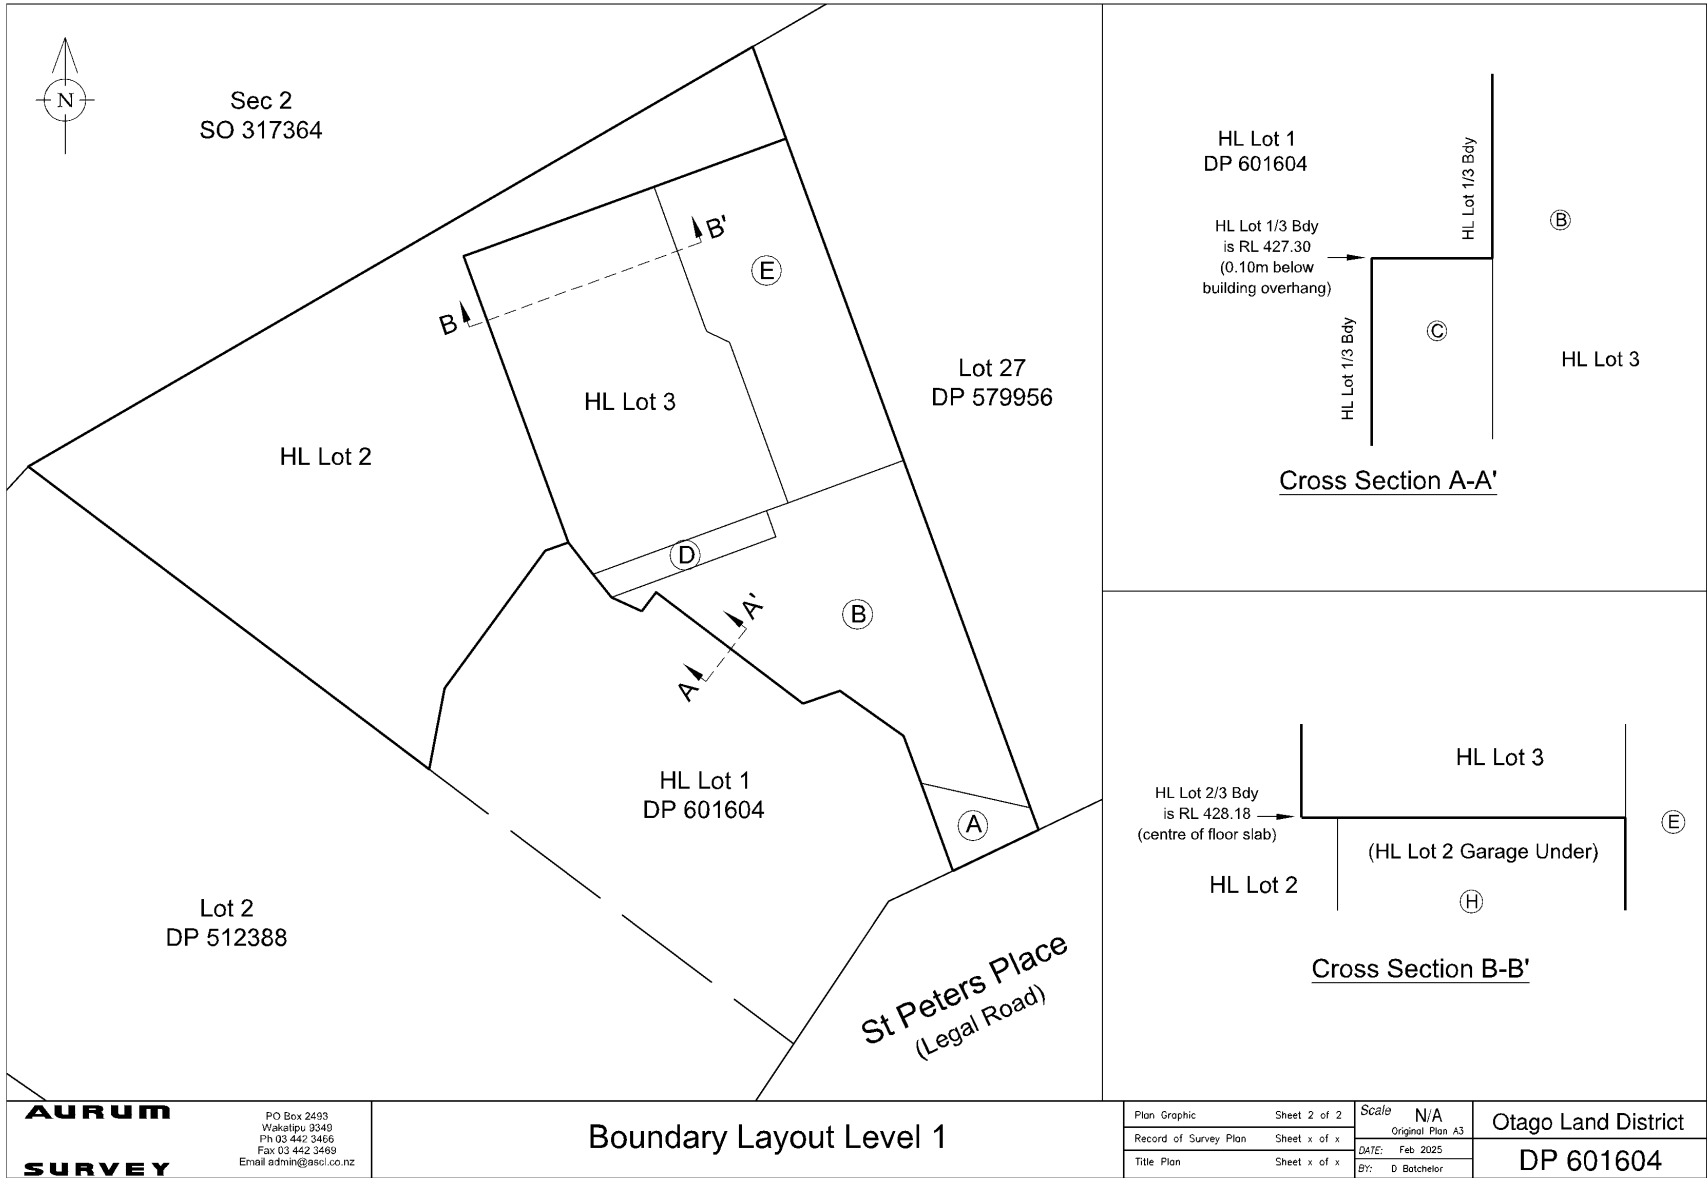 N
Sec 2
SO 317364
B
B'
E
HL Lot 3
Lot 27
DP 579956
HL Lot 2
D
A'
A
B
HL Lot 1
DP 601604
A
Lot 2
DP 512388
St Peters Place
(Legal Road)
HL Lot 1
DP 601604
HL Lot 1/3 Bdy
B
HL Lot 1/3 Bdy
is RL 427.30
(0.10m below
building overhang)
C
HL Lot 1/3 Bdy
HL Lot 3
Cross Section A-A'
HL Lot 3
HL Lot 2/3 Bdy
is RL 428.18
(centre of floor slab)
E
(HL Lot 2 Garage Under)
HL Lot 2
H
Cross Section B-B'
AURUM
SURVEY
PO Box 2493
Wakatipu 9349
Ph 03 442 3466
Fax 03 442 3469
Email admin@ascl.co.nz
Boundary Layout Level 1
Plan Graphic Sheet 2 of 2
Record of Survey Plan Sheet x of x
Title Plan Sheet x of x
Scale N/A
Original Plan A3
DATE: Feb 2025
BY: D Batchelor
Otago Land District
DP 601604